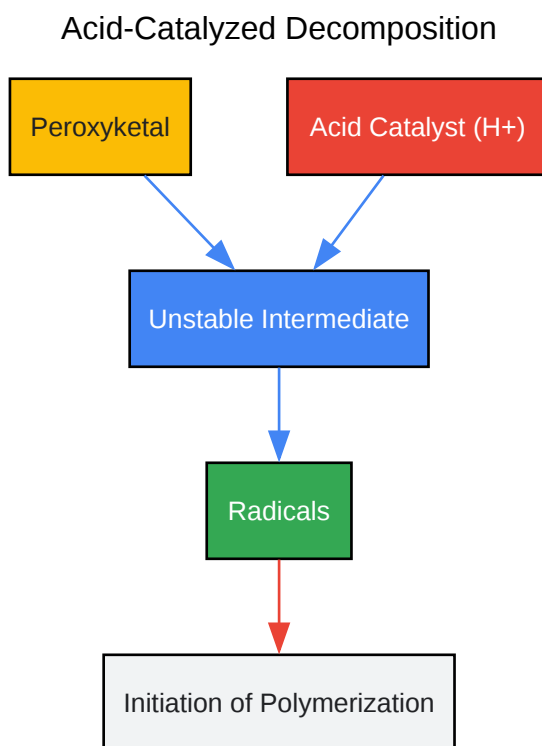 Acid-Catalyzed Decomposition
Peroxyketal
Acid Catalyst (H+)
Unstable Intermediate
Radicals
Initiation of Polymerization